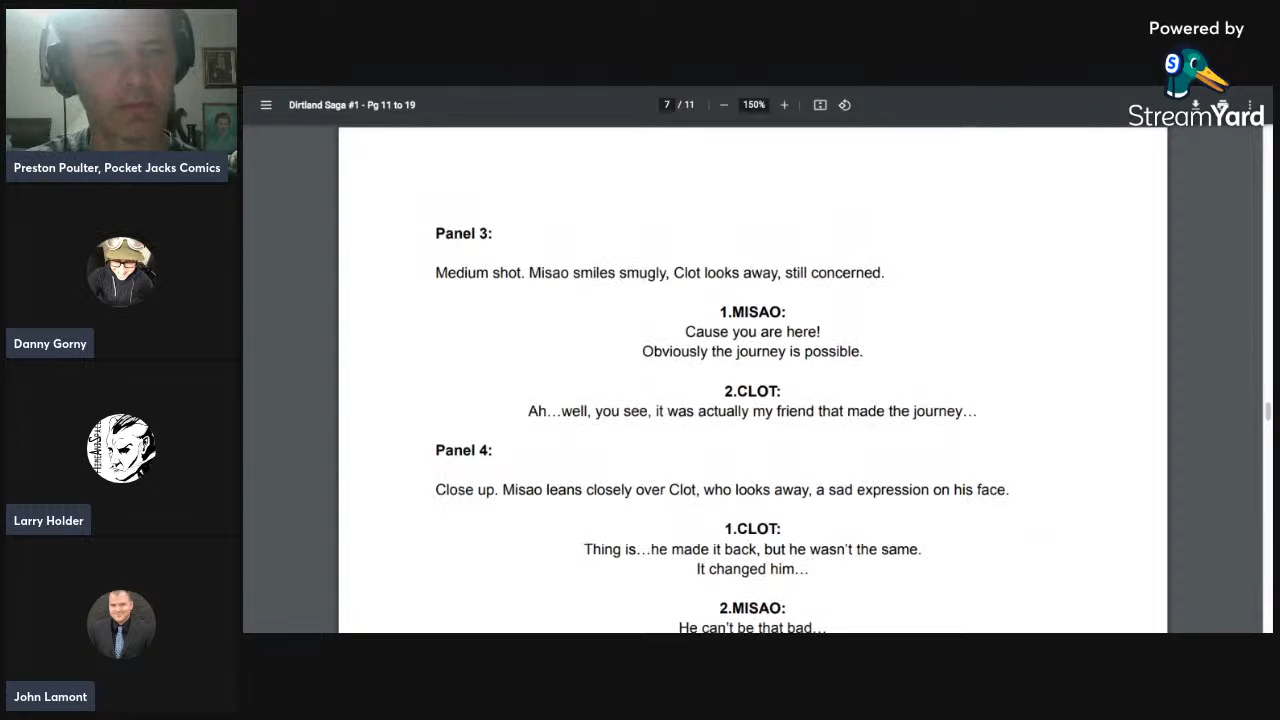 Powered by
S
StreamYard
Dirtland Saga #1 - Pg 11 to 19
7 / 11
150%
Preston Poulter, Pocket Jacks Comics
Danny Gorny
Larry Holder
John Lamont
Panel 3:
Medium shot. Misao smiles smugly, Clot looks away, still concerned.
1.MISAO:
Cause you are here!
Obviously the journey is possible.
2.CLOT:
Ah…well, you see, it was actually my friend that made the journey…
Panel 4:
Close up. Misao leans closely over Clot, who looks away, a sad expression on his face.
1.CLOT:
Thing is…he made it back, but he wasn’t the same.
It changed him…
2.MISAO:
He can’t be that bad…